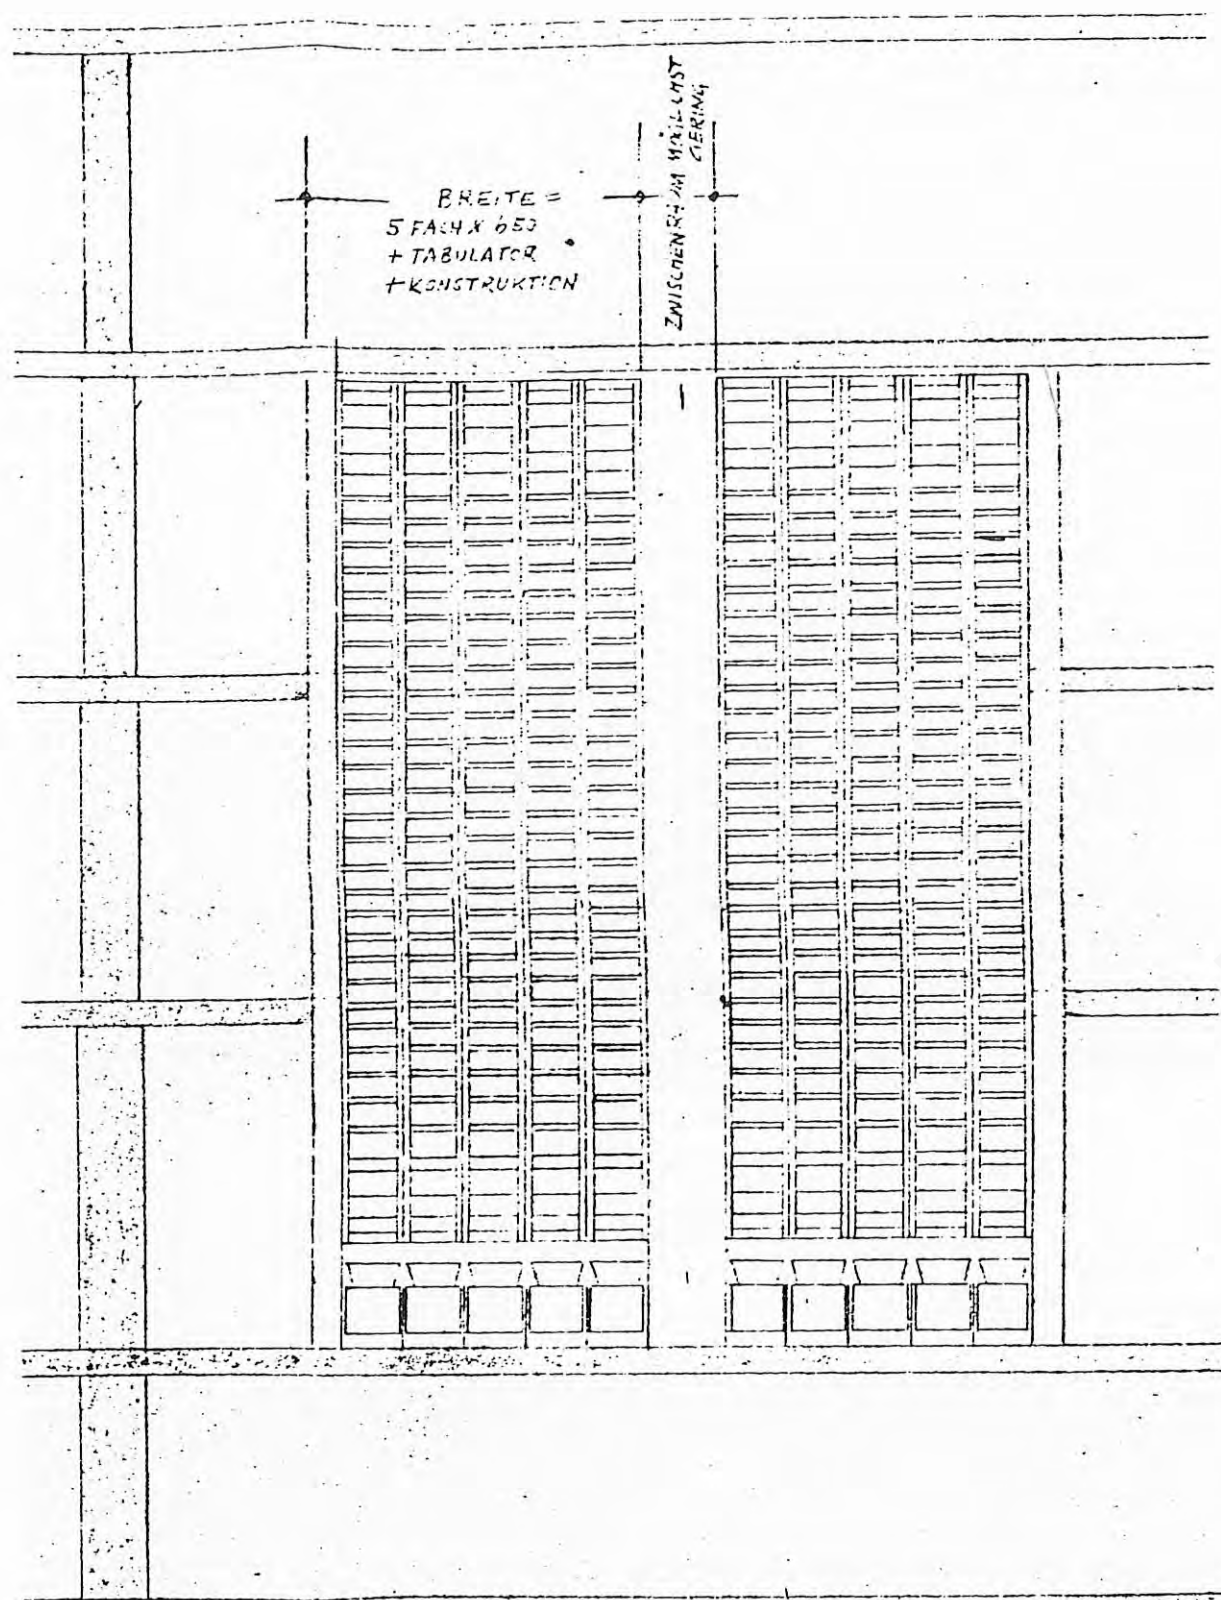 BREITE =
5 FACH X 650
+ TABULATOR
+ KONSTRUKTION
ZWISCHENRAUM MÖGLICHST
GERING